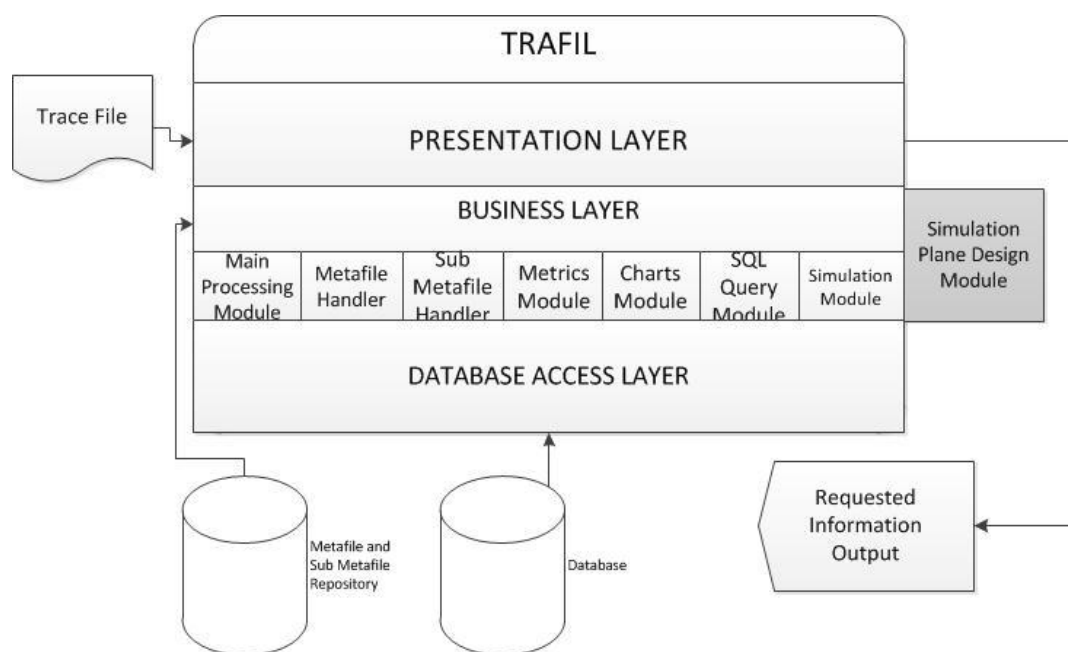 TRAFIL
Trace File
PRESENTATION LAYER
BUSINESS LAYER
Simulation
Plane Design
Module
Main
Processing
Module
Metafile
Handler
Sub
Metafile
Handler
Metrics
Module
Charts
Module
SQL
Query
Module
Simulation
Module
DATABASE ACCESS LAYER
Metafile and
Sub Metafile
Repository
Database
Requested
Information
Output